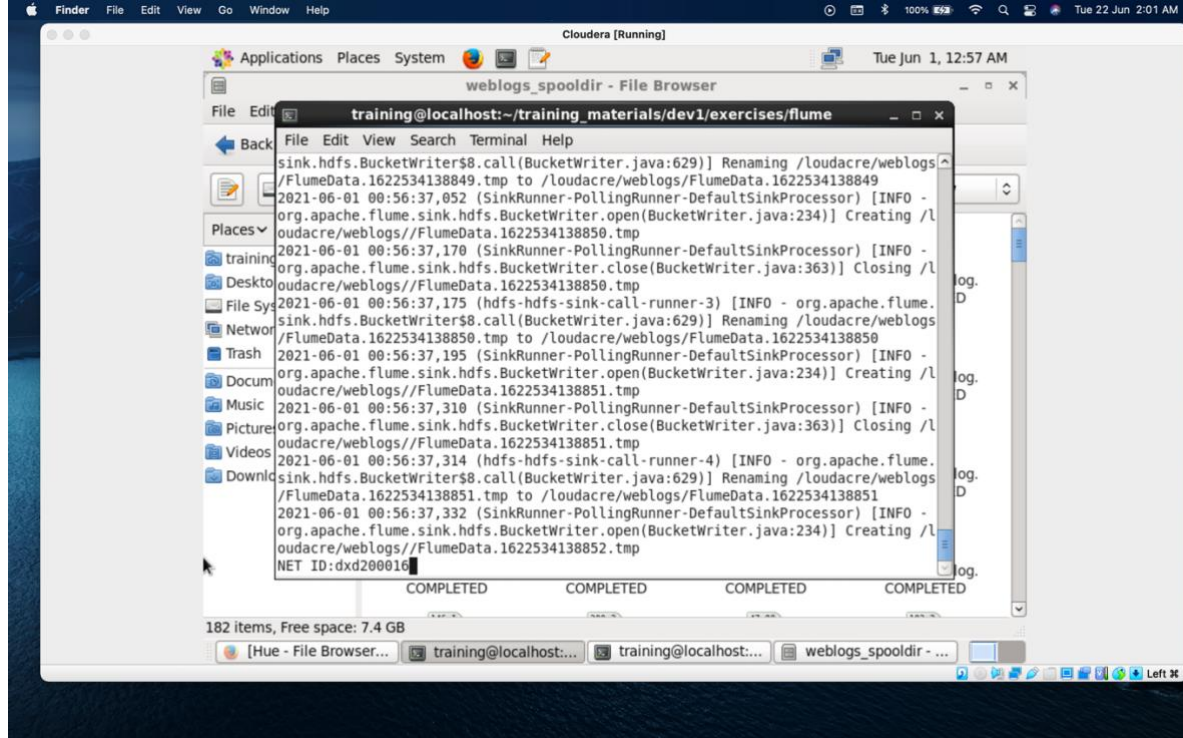 Finder File Edit View Go Window Help 100% Tue 22 Jun 2:01 AM
Cloudera [Running]
Applications Places System Tue Jun 1, 12:57 AM
weblogs_spooldir - File Browser
File Edit
training@localhost:~/training_materials/dev1/exercises/flume
Back
File Edit View Search Terminal Help
sink.hdfs.BucketWriter$8.call(BucketWriter.java:629)] Renaming /loudacre/weblogs
/FlumeData.1622534138849.tmp to /loudacre/weblogs/FlumeData.1622534138849
2021-06-01 00:56:37,052 (SinkRunner-PollingRunner-DefaultSinkProcessor) [INFO -
org.apache.flume.sink.hdfs.BucketWriter.open(BucketWriter.java:234)] Creating /l
oudacre/weblogs//FlumeData.1622534138850.tmp
2021-06-01 00:56:37,170 (SinkRunner-PollingRunner-DefaultSinkProcessor) [INFO -
org.apache.flume.sink.hdfs.BucketWriter.close(BucketWriter.java:363)] Closing /l
oudacre/weblogs//FlumeData.1622534138850.tmp
2021-06-01 00:56:37,175 (hdfs-hdfs-sink-call-runner-3) [INFO - org.apache.flume.
sink.hdfs.BucketWriter$8.call(BucketWriter.java:629)] Renaming /loudacre/weblogs
/FlumeData.1622534138850.tmp to /loudacre/weblogs/FlumeData.1622534138850
2021-06-01 00:56:37,195 (SinkRunner-PollingRunner-DefaultSinkProcessor) [INFO -
org.apache.flume.sink.hdfs.BucketWriter.open(BucketWriter.java:234)] Creating /l
oudacre/weblogs//FlumeData.1622534138851.tmp
2021-06-01 00:56:37,310 (SinkRunner-PollingRunner-DefaultSinkProcessor) [INFO -
org.apache.flume.sink.hdfs.BucketWriter.close(BucketWriter.java:363)] Closing /l
oudacre/weblogs//FlumeData.1622534138851.tmp
2021-06-01 00:56:37,314 (hdfs-hdfs-sink-call-runner-4) [INFO - org.apache.flume.
sink.hdfs.BucketWriter$8.call(BucketWriter.java:629)] Renaming /loudacre/weblogs
/FlumeData.1622534138851.tmp to /loudacre/weblogs/FlumeData.1622534138851
2021-06-01 00:56:37,332 (SinkRunner-PollingRunner-DefaultSinkProcessor) [INFO -
org.apache.flume.sink.hdfs.BucketWriter.open(BucketWriter.java:234)] Creating /l
oudacre/weblogs//FlumeData.1622534138852.tmp
NET ID:dxd200016
Places
training
Deskto
File Sys
Networ
Trash
Docum
Music
Picture
Videos
Downlo
log.
log.
log.
log.
COMPLETED COMPLETED COMPLETED COMPLETED
182 items, Free space: 7.4 GB
[Hue - File Browser... training@localhost:... training@localhost:... weblogs_spooldir - ...
Left ⌘